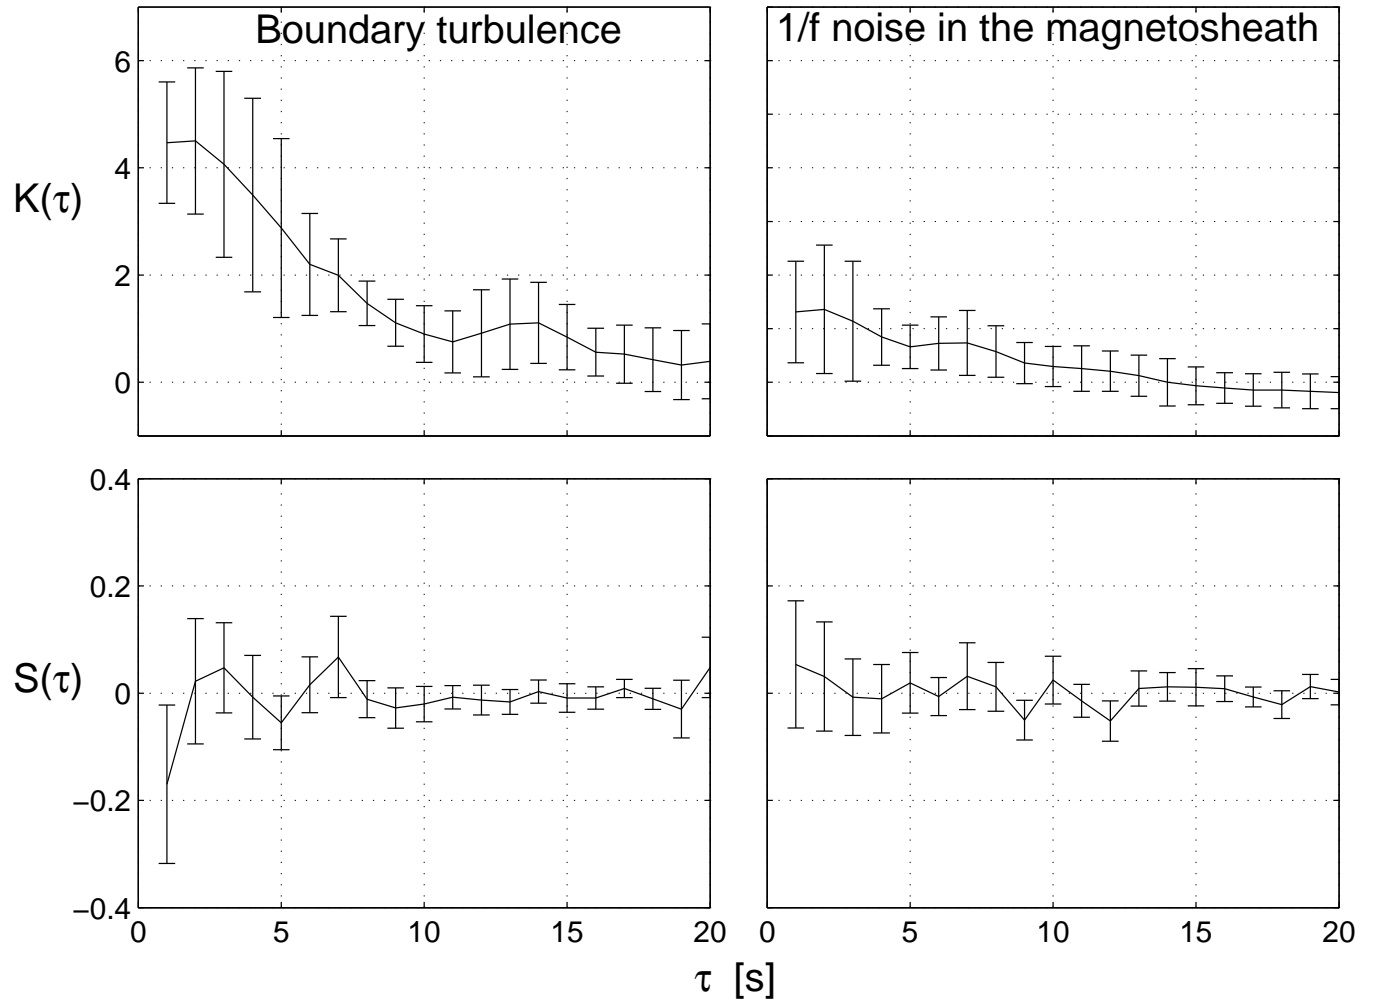 Boundary turbulence
1/f noise in the magnetosheath
6
4
K(τ)
2
0
0.4
0.2
S(τ)
0
−0.2
−0.4
0 5 10 15 20
0 5 10 15 20
τ [s]